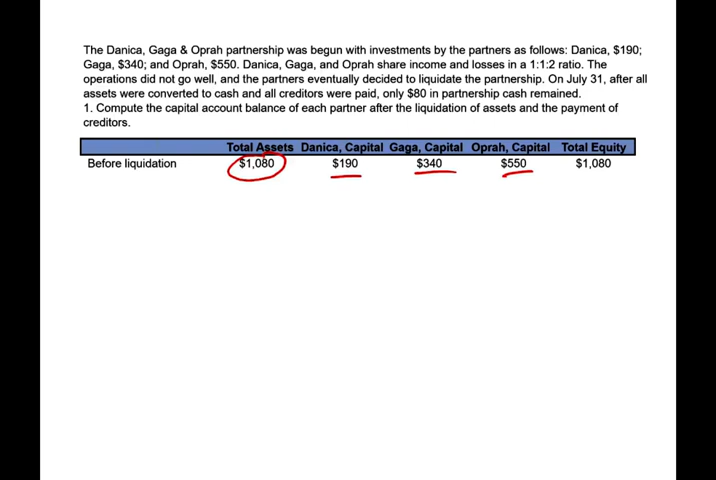 The Danica, Gaga & Oprah partnership was begun with investments by the partners as follows: Danica, $190;
Gaga, $340; and Oprah, $550. Danica, Gaga, and Oprah share income and losses in a 1:1:2 ratio. The
operations did not go well, and the partners eventually decided to liquidate the partnership. On July 31, after all
assets were converted to cash and all creditors were paid, only $80 in partnership cash remained.
1. Compute the capital account balance of each partner after the liquidation of assets and the payment of
creditors.
Total Assets Danica, Capital Gaga, Capital Oprah, Capital Total Equity
Before liquidation $1,080 $190 $340 $550 $1,080